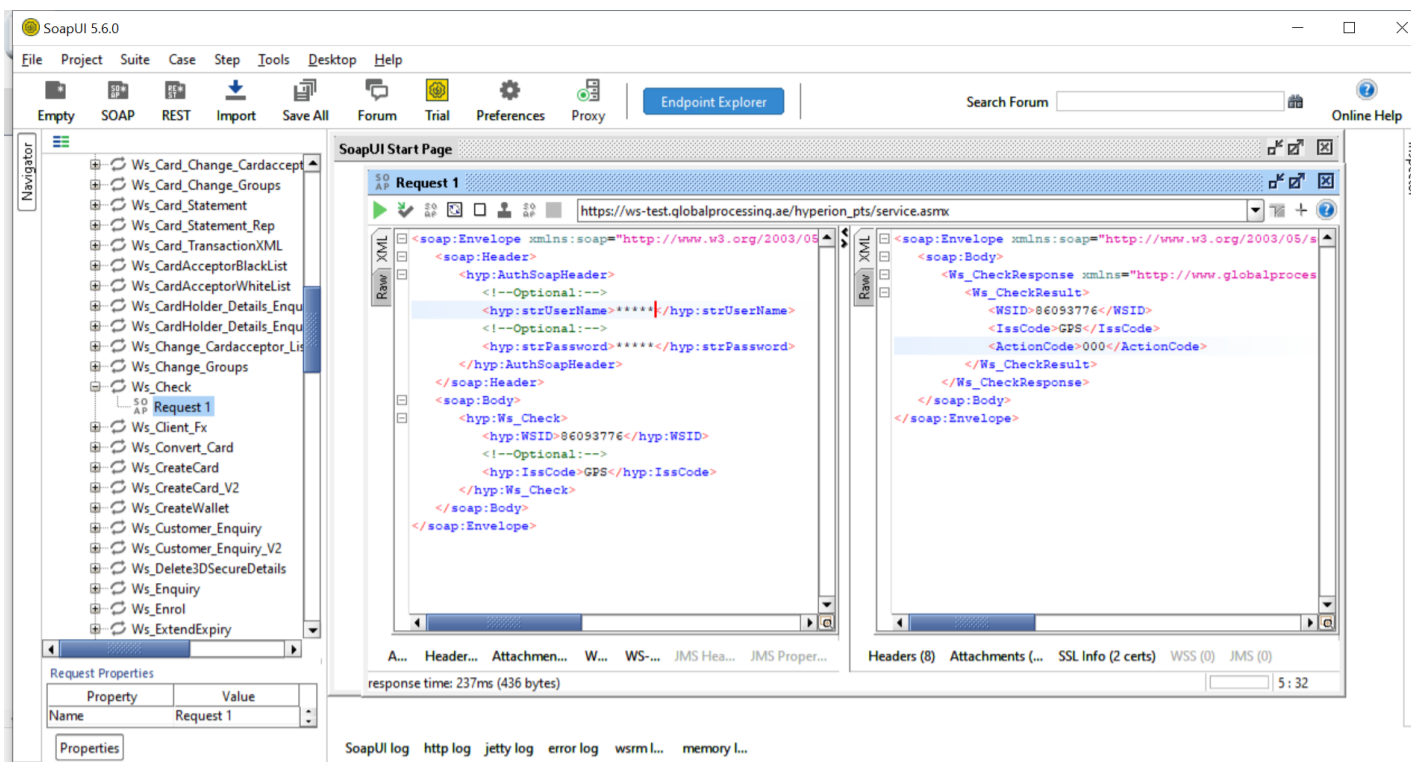 SoapUI 5.6.0
File Project Suite Case Step Tools Desktop Help
Empty SOAP REST Import Save All Forum Trial Preferences Proxy Endpoint Explorer Search Forum Online Help
Navigator
Ws_Card_Change_Cardaccept
Ws_Card_Change_Groups
Ws_Card_Statement
Ws_Card_Statement_Rep
Ws_Card_TransactionXML
Ws_CardAcceptorBlackList
Ws_CardAcceptorWhiteList
Ws_CardHolder_Details_Enqu
Ws_CardHolder_Details_Enqu
Ws_Change_Cardacceptor_Lis
Ws_Change_Groups
Ws_Check
SOAP Request 1
Ws_Client_Fx
Ws_Convert_Card
Ws_CreateCard
Ws_CreateCard_V2
Ws_CreateWallet
Ws_Customer_Enquiry
Ws_Customer_Enquiry_V2
Ws_Delete3DSecureDetails
Ws_Enquiry
Ws_Enrol
Ws_ExtendExpiry
Request Properties
Property Value
Name Request 1
Properties
SoapUI Start Page
SOAP Request 1
https://ws-test.globalprocessing.ae/hyperion_pts/service.asmx
XML
Raw
<soap:Envelope xmlns:soap="http://www.w3.org/2003/05
<soap:Header>
<hyp:AuthSoapHeader>
<!--Optional:-->
<hyp:strUserName>*****</hyp:strUserName>
<!--Optional:-->
<hyp:strPassword>*****</hyp:strPassword>
</hyp:AuthSoapHeader>
</soap:Header>
<soap:Body>
<hyp:Ws_Check>
<hyp:WSID>86093776</hyp:WSID>
<!--Optional:-->
<hyp:IssCode>GPS</hyp:IssCode>
</hyp:Ws_Check>
</soap:Body>
</soap:Envelope>
A... Header... Attachmen... W... WS-... JMS Hea... JMS Proper...
response time: 237ms (436 bytes)
XML
Raw
<soap:Envelope xmlns:soap="http://www.w3.org/2003/05/s
<soap:Body>
<Ws_CheckResponse xmlns="http://www.globalproces
<Ws_CheckResult>
<WSID>86093776</WSID>
<IssCode>GPS</IssCode>
<ActionCode>000</ActionCode>
</Ws_CheckResult>
</Ws_CheckResponse>
</soap:Body>
</soap:Envelope>
Headers (8) Attachments (... SSL Info (2 certs) WSS (0) JMS (0)
5 : 32
SoapUI log http log jetty log error log wsrm l... memory l...